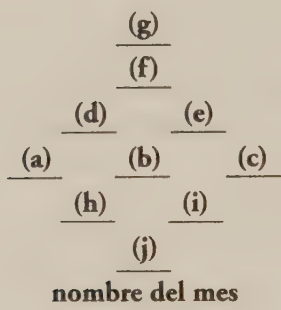 (g)
(f)
(d) (e)
(a) (b) (c)
(h) (i)
(j)
nombre del mes